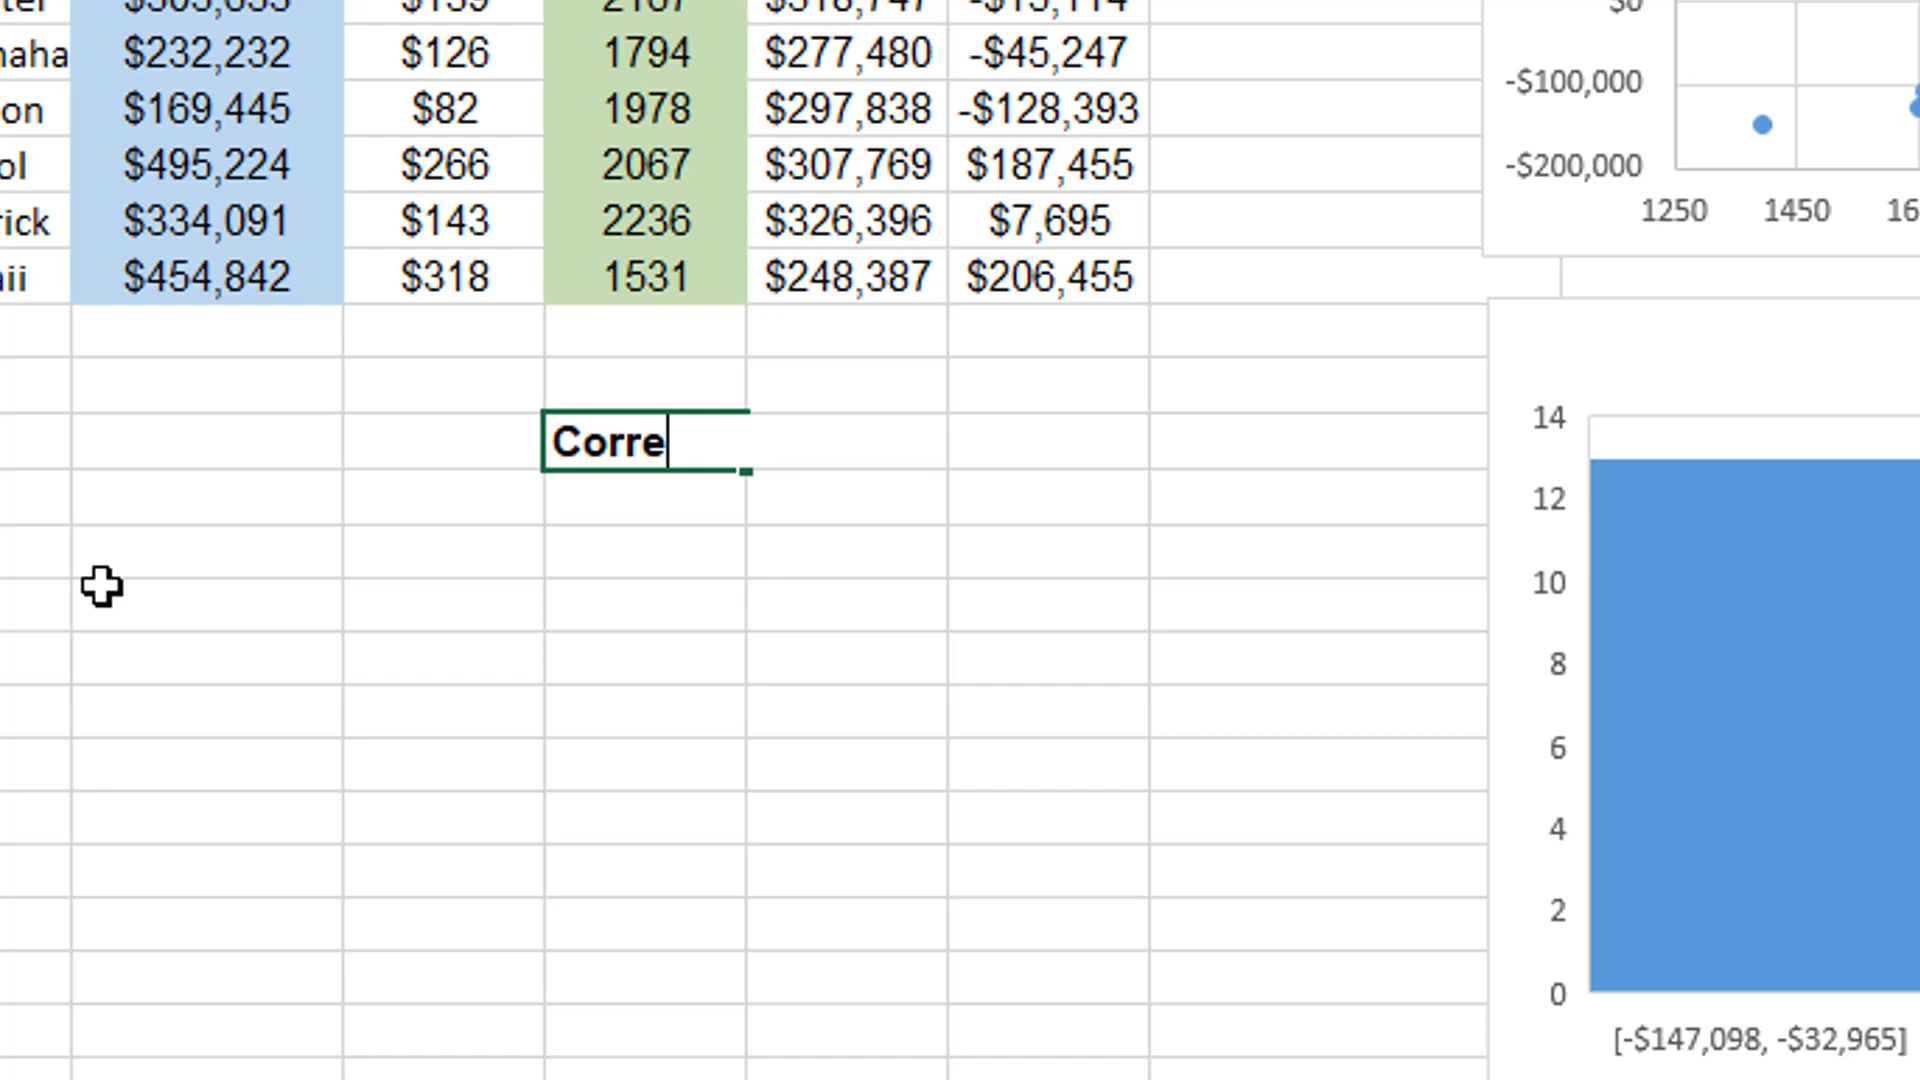 $232,232 $126 1794 $277,480 -$45,247
on $169,445 $82 1978 $297,838 -$128,393
ol $495,224 $266 2067 $307,769 $187,455
rick $334,091 $143 2236 $326,396 $7,695
$454,842 $318 1531 $248,387 $206,455
Corre
$0
-$100,000
-$200,000
1250 1450 16
14
12
10
8
6
4
2
0
[-$147,098, -$32,965]